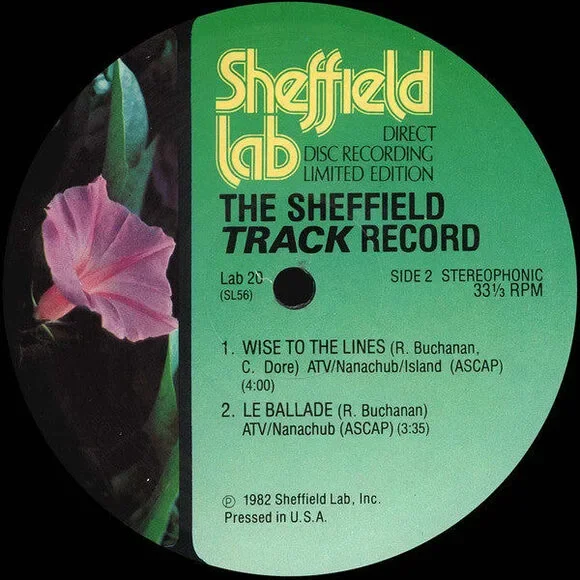 Sheffield
Lab
DIRECT
DISC RECORDING
LIMITED EDITION
THE SHEFFIELD
TRACK RECORD
Lab 20
(SL56)
SIDE 2 STEREOPHONIC
33⅓ RPM
1. WISE TO THE LINES (R. Buchanan,
C. Dore) ATV/Nanachub/Island (ASCAP)
(4:00)
2. LE BALLADE (R. Buchanan)
ATV/Nanachub (ASCAP) (3:35)
℗ 1982 Sheffield Lab, Inc.
Pressed in U.S.A.